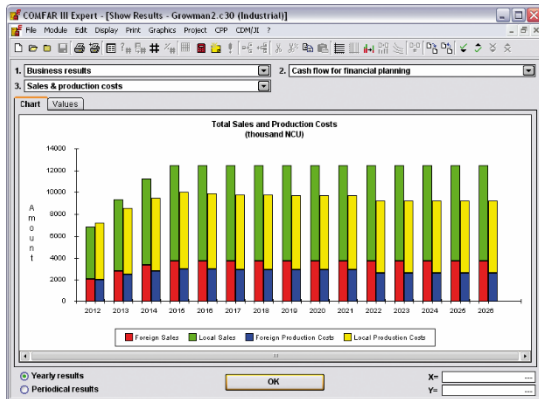 COMFAR III Expert - [Show Results - Growman2.c30 (Industrial)]
File Module Edit Display Print Graphics Project CPP CDM/JI ?
1. Business results 2. Cash flow for financial planning
3. Sales & production costs
Chart Values
Total Sales and Production Costs
(thousand NCU)
14000
12000
10000
8000
6000
4000
2000
0
Amount
2012 2013 2014 2015 2016 2017 2018 2019 2020 2021 2022 2023 2024 2025 2026
Foreign Sales Local Sales Foreign Production Costs Local Production Costs
Yearly results
Periodical results
OK
X= ...
Y= ...